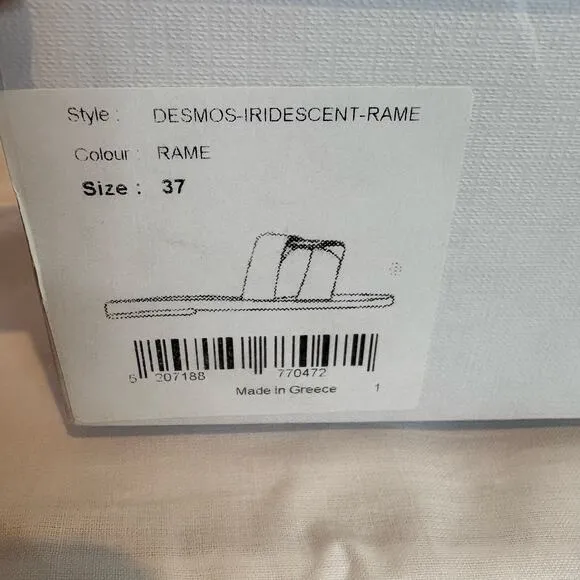 Style : DESMOS-IRIDESCENT-RAME
Colour : RAME
Size : 37
5 207188 770472
Made in Greece 1